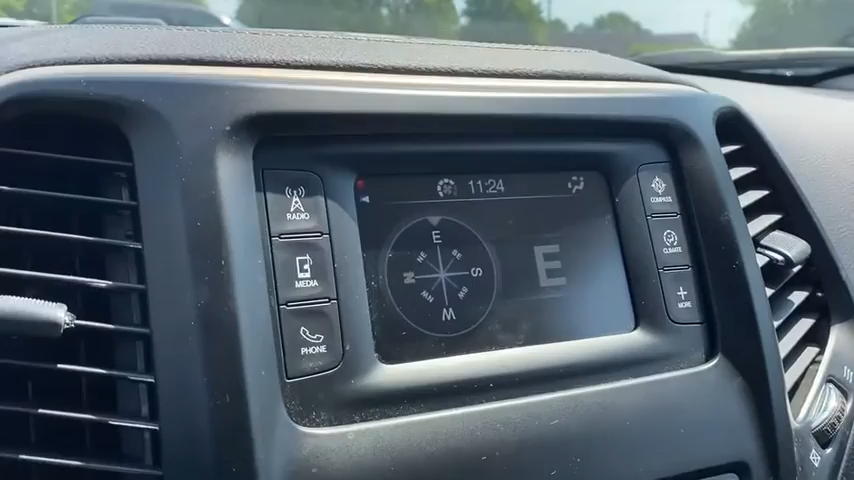 11:24
RADIO
MEDIA
PHONE
E
SE
S
SW
W
NW
N
NE
E
COMPASS
CLIMATE
MORE